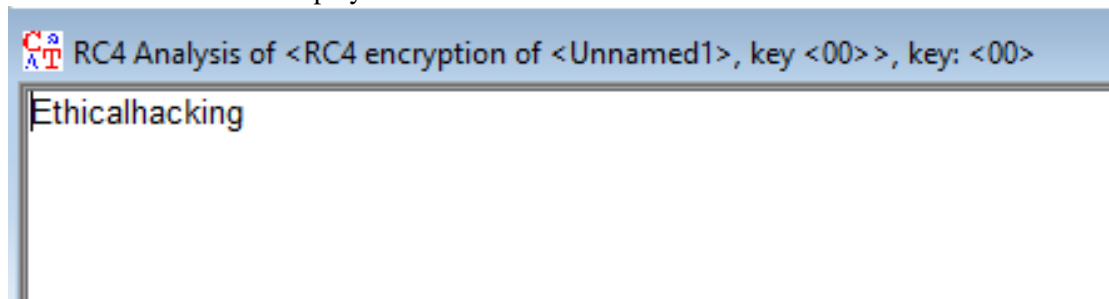 RC4 Analysis of <RC4 encryption of <Unnamed1>, key <00>>, key: <00>
Ethicalhacking